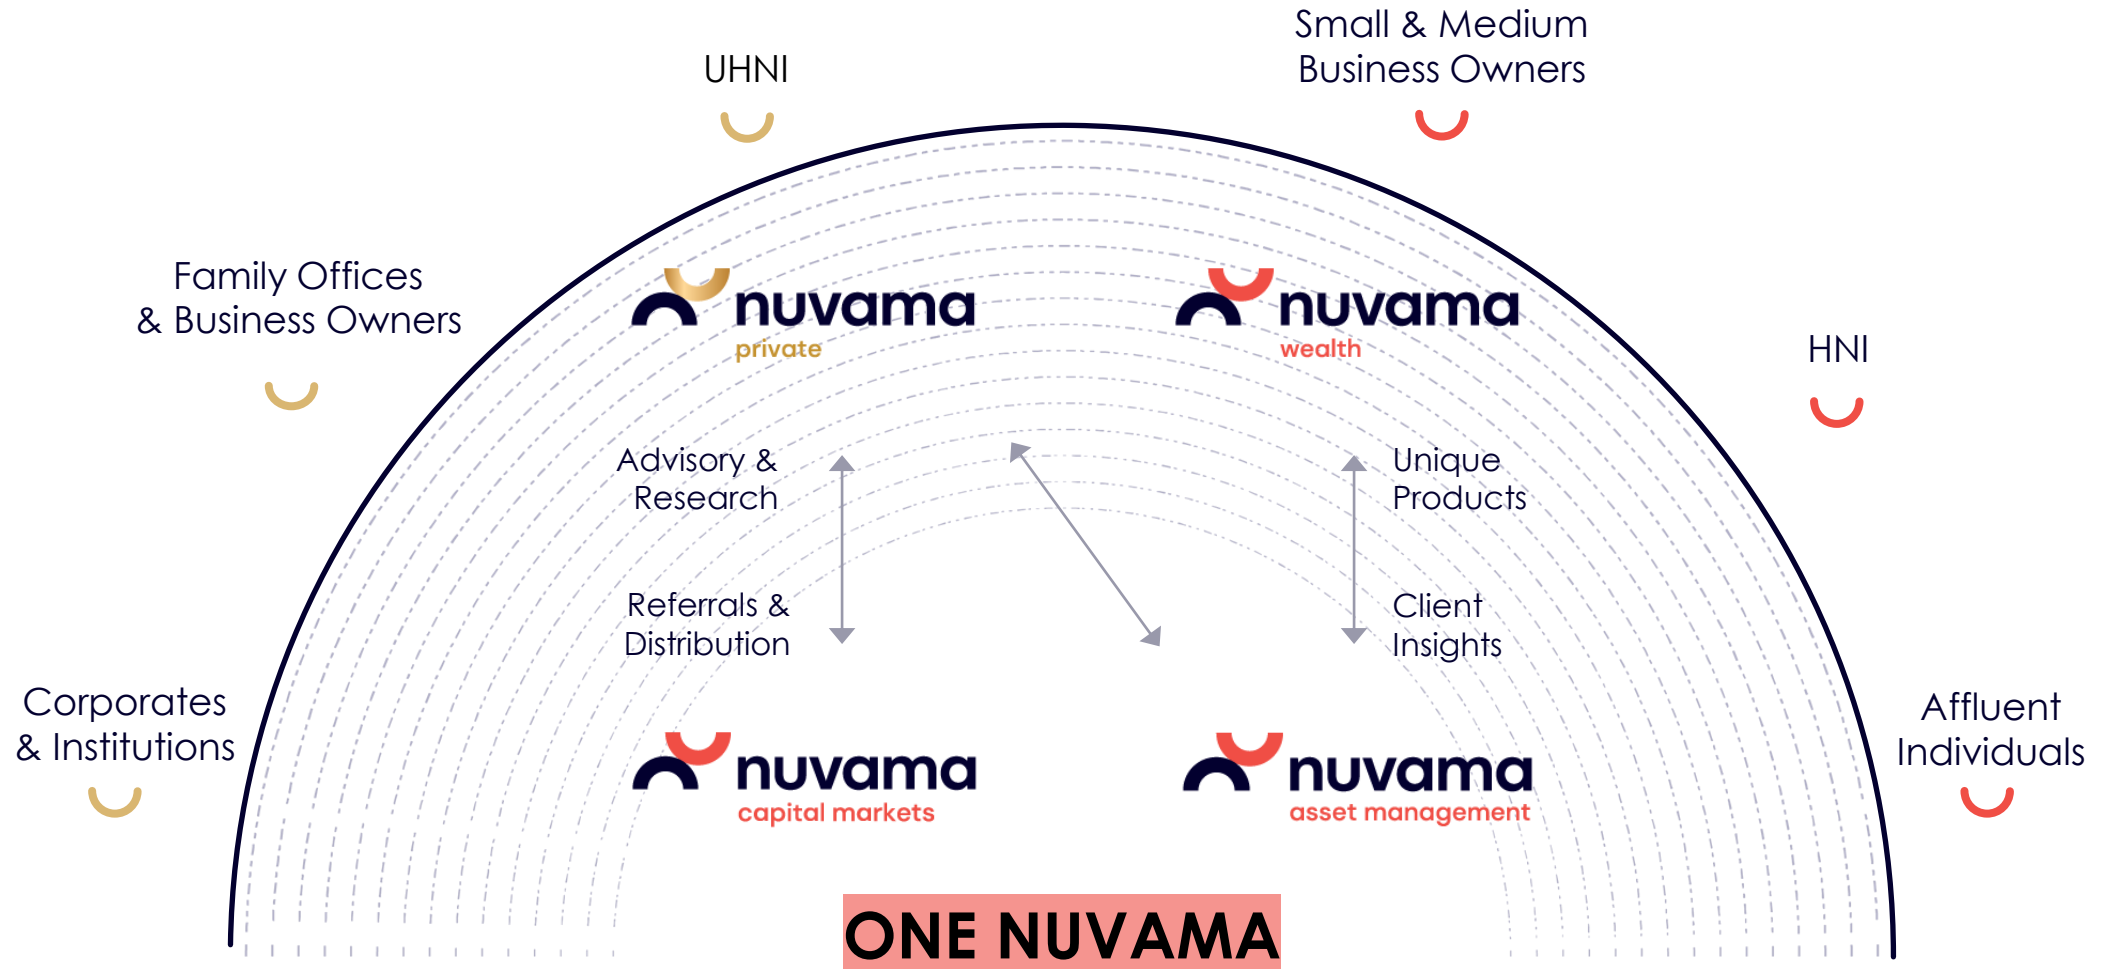 Small & Medium
Business Owners
UHNI
Family Offices
& Business Owners
nuvama
private
nuvama
wealth
HNI
Advisory &
Research
Unique
Products
Referrals &
Distribution
Client
Insights
Corporates
& Institutions
Affluent
Individuals
nuvama
capital markets
nuvama
asset management
ONE NUVAMA